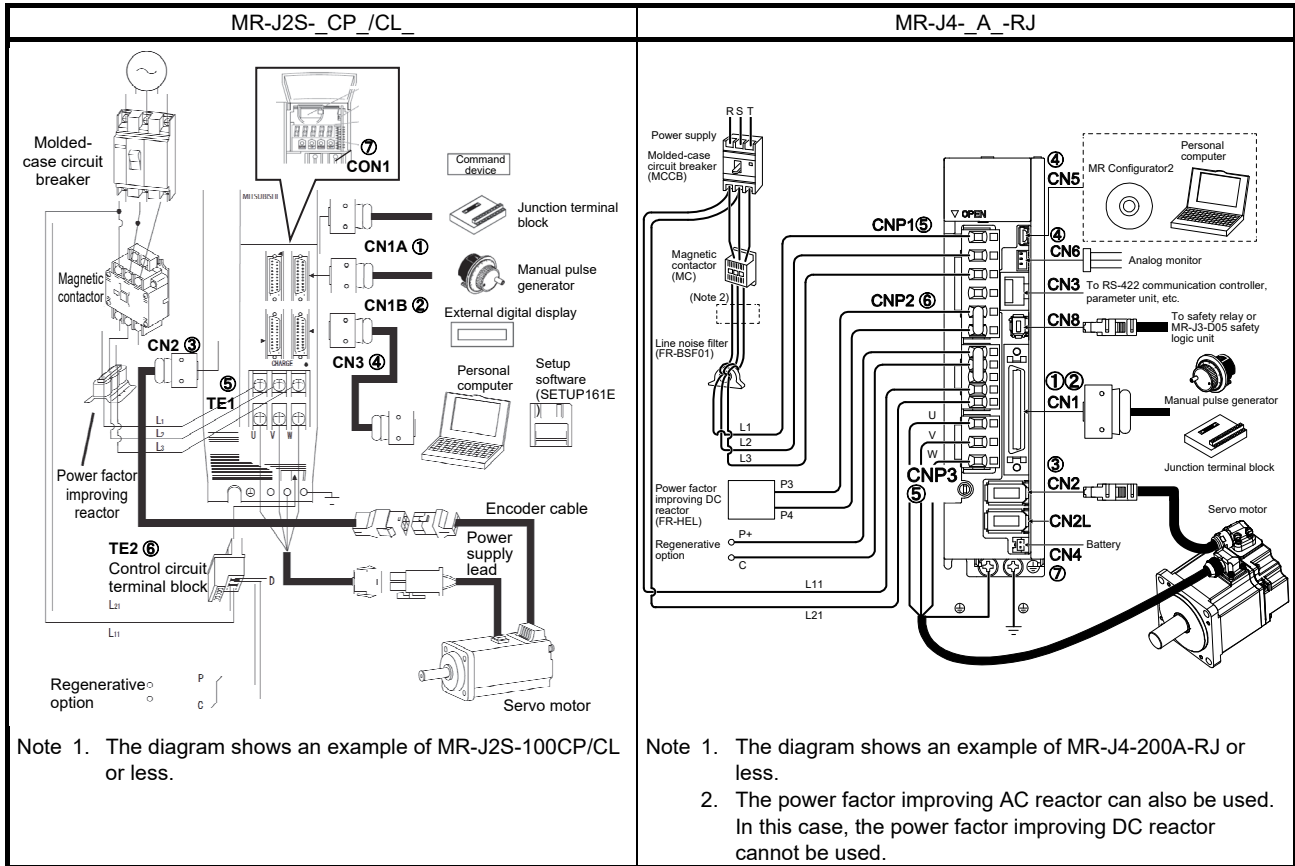 MR-J2S-_CP_/CL_
Molded-
case circuit
breaker
⑦
CON1
MITSUBISHI
Command
device
Junction terminal
block
CN1A ①
Manual pulse
generator
CN1B ②
External digital display
Magnetic
contactor
CN2 ③
CN3 ④
CHARGE
Personal
computer
Setup
software
(SETUP161E
⑤
TE1
L1
L2
L3
U V W
Power factor
improving
reactor
Encoder cable
Power
supply
lead
TE2 ⑥
Control circuit
terminal block
D
L21
L11
Regenerative
option
P
C
Servo motor
Note 1. The diagram shows an example of MR-J2S-100CP/CL
or less.
MR-J4-_A_-RJ
R S T
Power supply
Molded-case
circuit breaker
(MCCB)
Magnetic
contactor
(MC)
(Note 2)
Line noise filter
(FR-BSF01)
L1
L2
L3
Power factor
improving DC
reactor
(FR-HEL)
P3
P4
Regenerative
option
P+
C
L11
L21
CNP1⑤
CNP2 ⑥
U
V
W
CNP3
⑤
OPEN
④
CN5
MR Configurator2
Personal
computer
④
CN6
Analog monitor
CN3
To RS-422 communication controller,
parameter unit, etc.
CN8
To safety relay or
MR-J3-D05 safety
logic unit
①②
CN1
Manual pulse generator
Junction terminal block
③
CN2
CN2L
Servo motor
Battery
CN4
⑦
Note 1. The diagram shows an example of MR-J4-200A-RJ or
less.
2. The power factor improving AC reactor can also be used.
In this case, the power factor improving DC reactor
cannot be used.